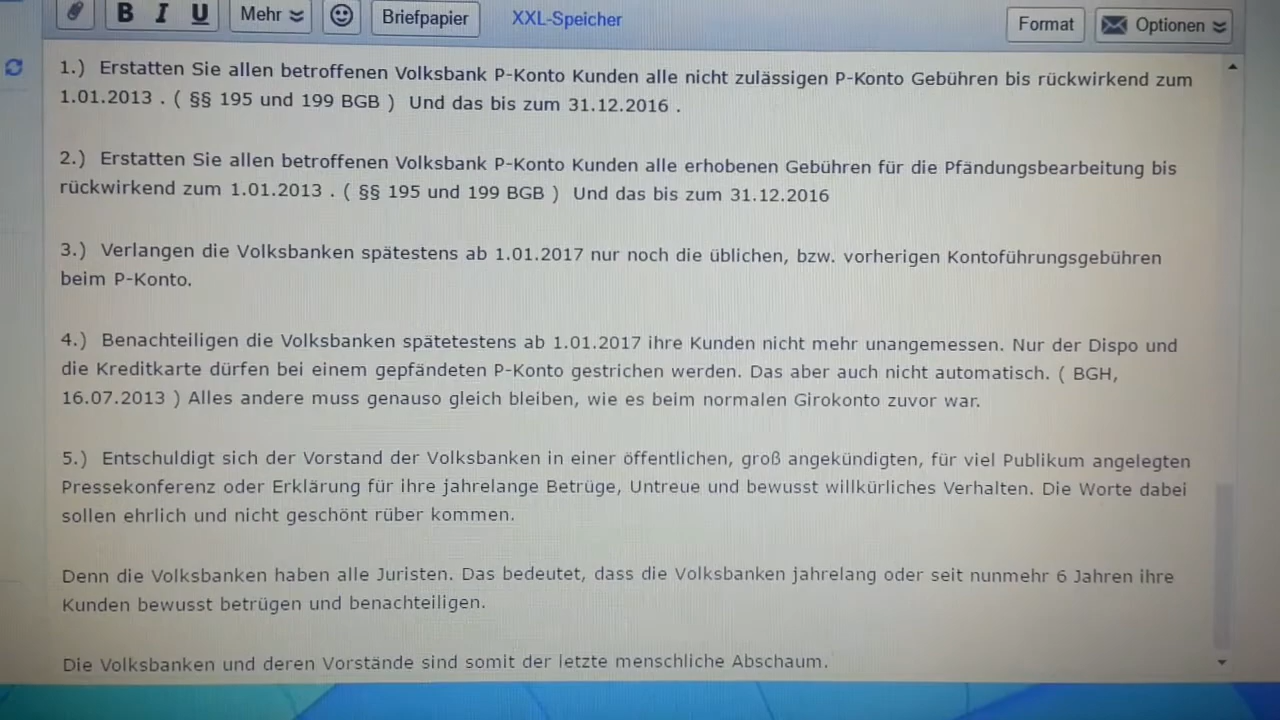 B I U Mehr Briefpapier XXL-Speicher Format Optionen
1.) Erstatten Sie allen betroffenen Volksbank P-Konto Kunden alle nicht zulässigen P-Konto Gebühren bis rückwirkend zum
1.01.2013 . ( §§ 195 und 199 BGB ) Und das bis zum 31.12.2016 .
2.) Erstatten Sie allen betroffenen Volksbank P-Konto Kunden alle erhobenen Gebühren für die Pfändungsbearbeitung bis
rückwirkend zum 1.01.2013 . ( §§ 195 und 199 BGB ) Und das bis zum 31.12.2016
3.) Verlangen die Volksbanken spätestens ab 1.01.2017 nur noch die üblichen, bzw. vorherigen Kontoführungsgebühren
beim P-Konto.
4.) Benachteiligen die Volksbanken spätetestens ab 1.01.2017 ihre Kunden nicht mehr unangemessen. Nur der Dispo und
die Kreditkarte dürfen bei einem gepfändeten P-Konto gestrichen werden. Das aber auch nicht automatisch. ( BGH,
16.07.2013 ) Alles andere muss genauso gleich bleiben, wie es beim normalen Girokonto zuvor war.
5.) Entschuldigt sich der Vorstand der Volksbanken in einer öffentlichen, groß angekündigten, für viel Publikum angelegten
Pressekonferenz oder Erklärung für ihre jahrelange Betrüge, Untreue und bewusst willkürliches Verhalten. Die Worte dabei
sollen ehrlich und nicht geschönt rüber kommen.
Denn die Volksbanken haben alle Juristen. Das bedeutet, dass die Volksbanken jahrelang oder seit nunmehr 6 Jahren ihre
Kunden bewusst betrügen und benachteiligen.
Die Volksbanken und deren Vorstände sind somit der letzte menschliche Abschaum.